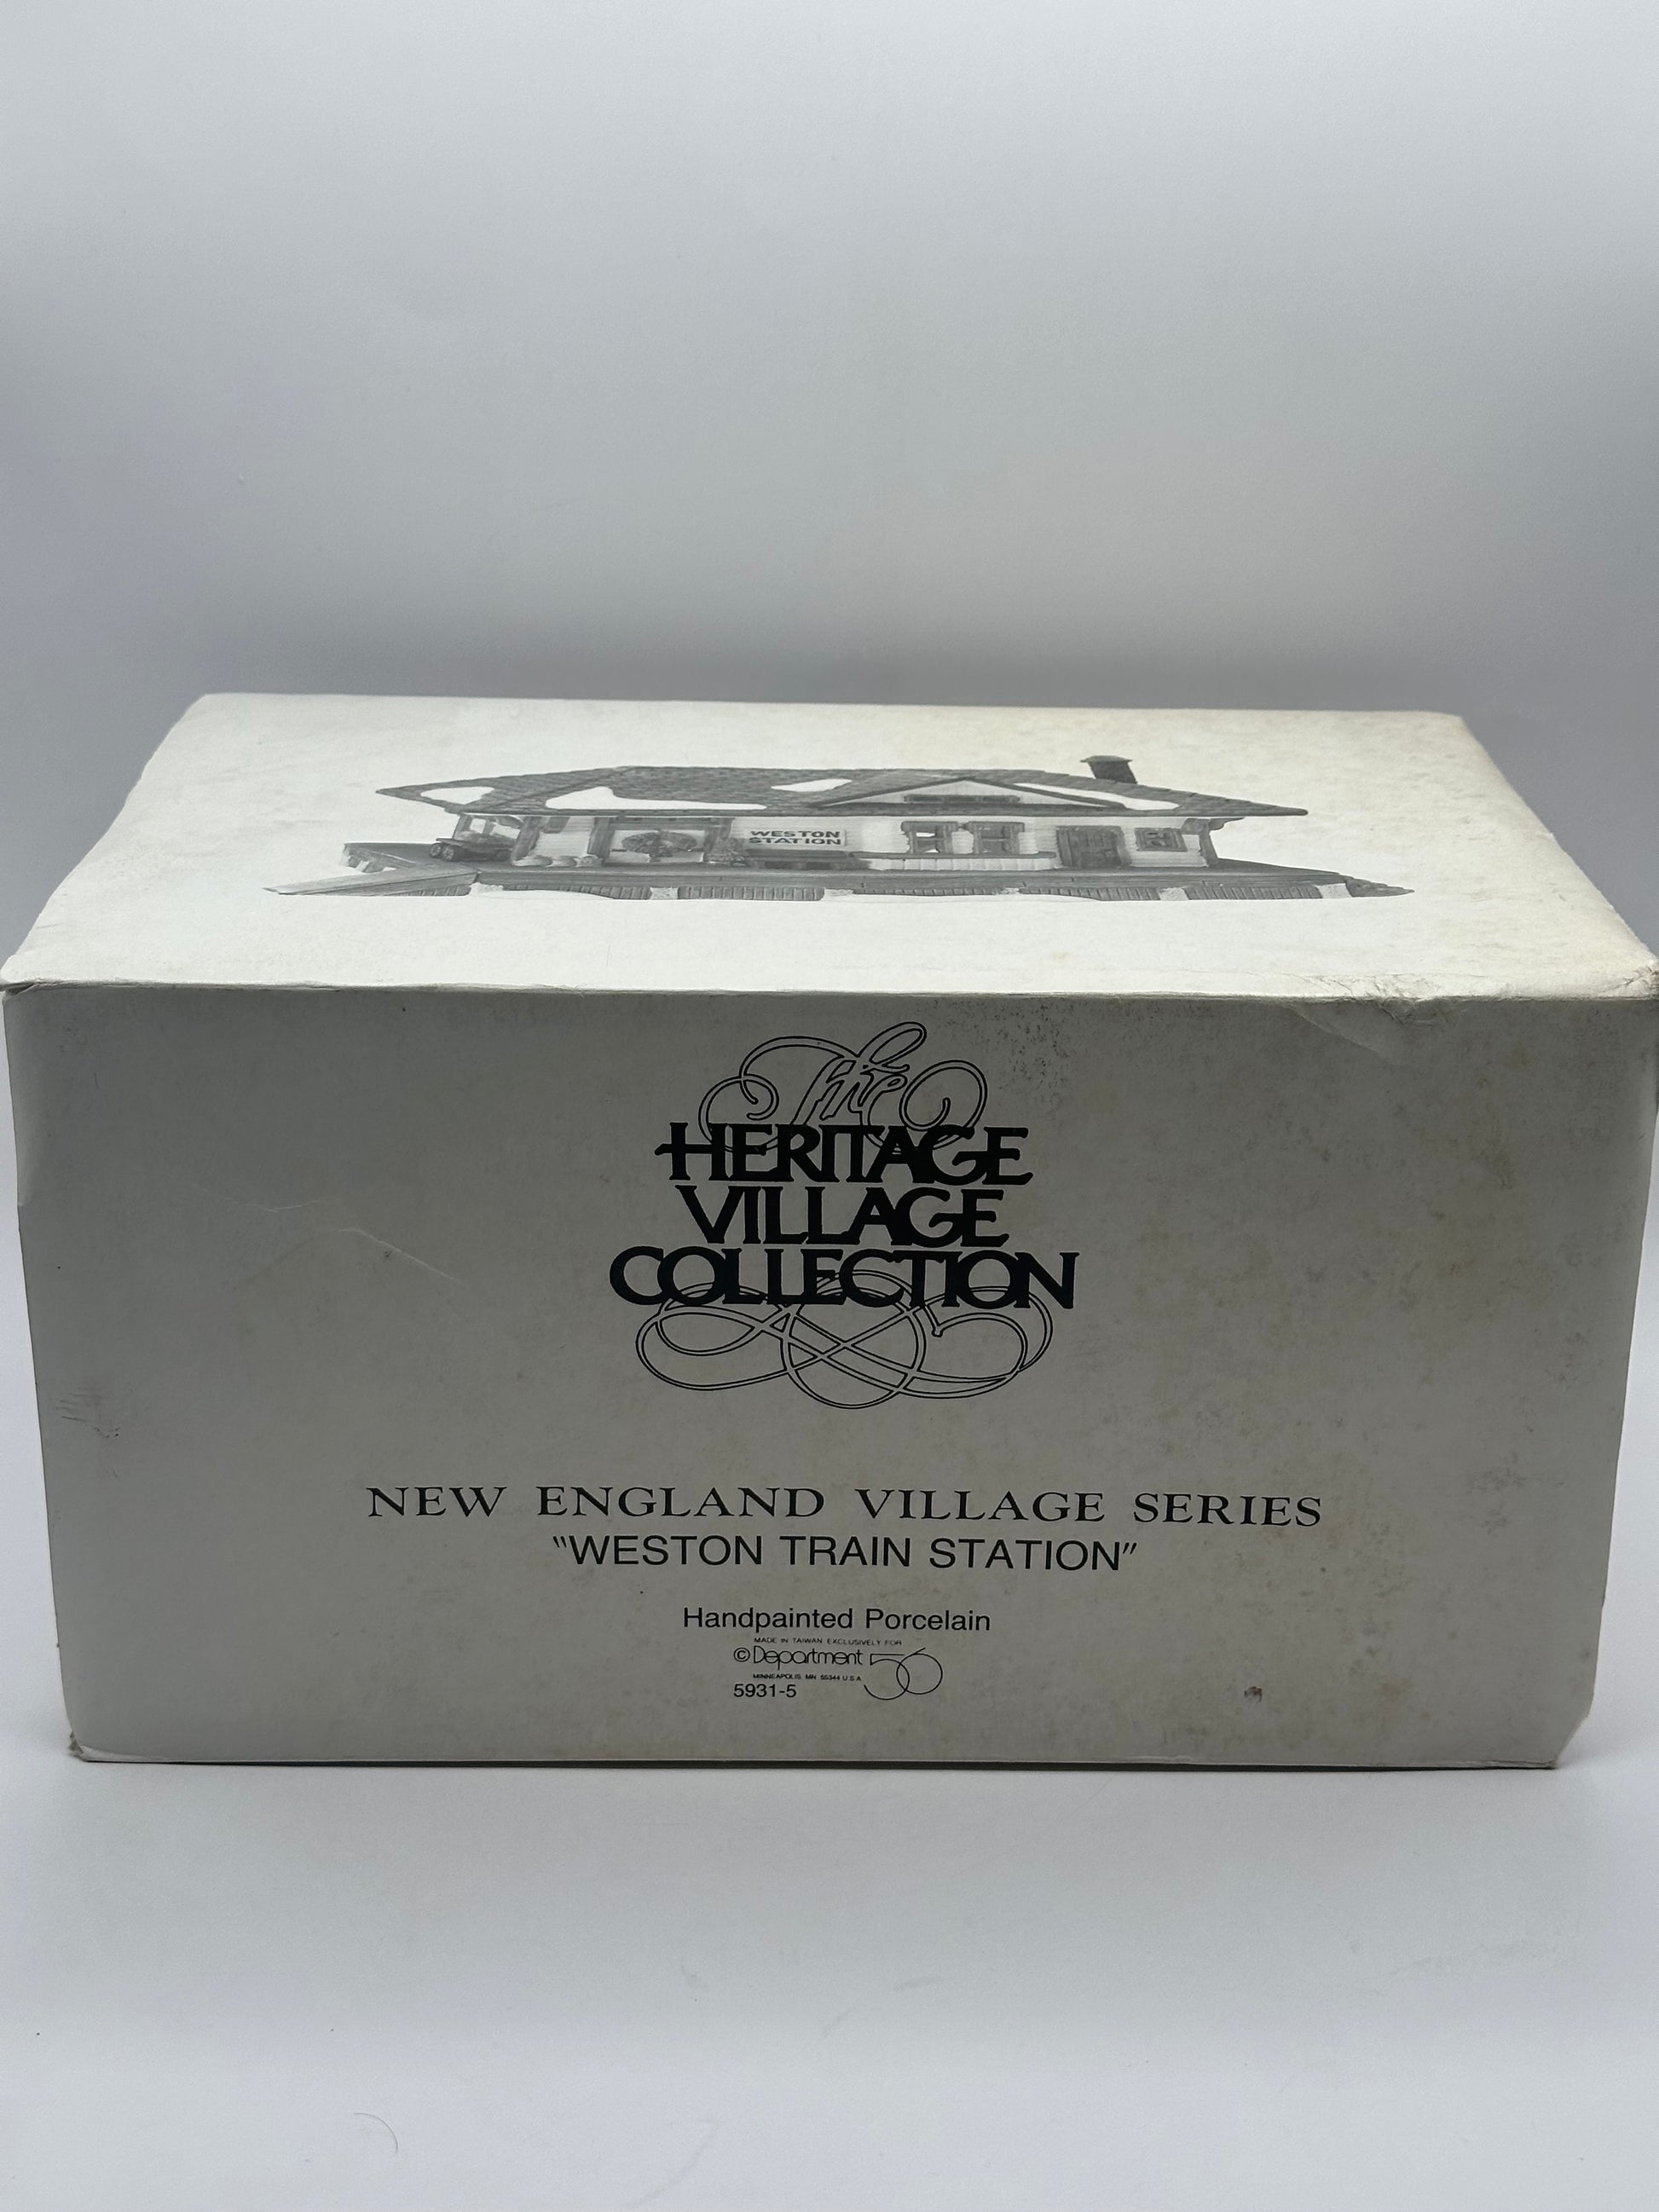 WESTON
STATION
The
HERITAGE
VILLAGE
COLLECTION
NEW ENGLAND VILLAGE SERIES
"WESTON TRAIN STATION"
Handpainted Porcelain
MADE IN TAIWAN EXCLUSIVELY FOR
© Department 56
MINNEAPOLIS, MN 55344 U.S.A.
5931-5